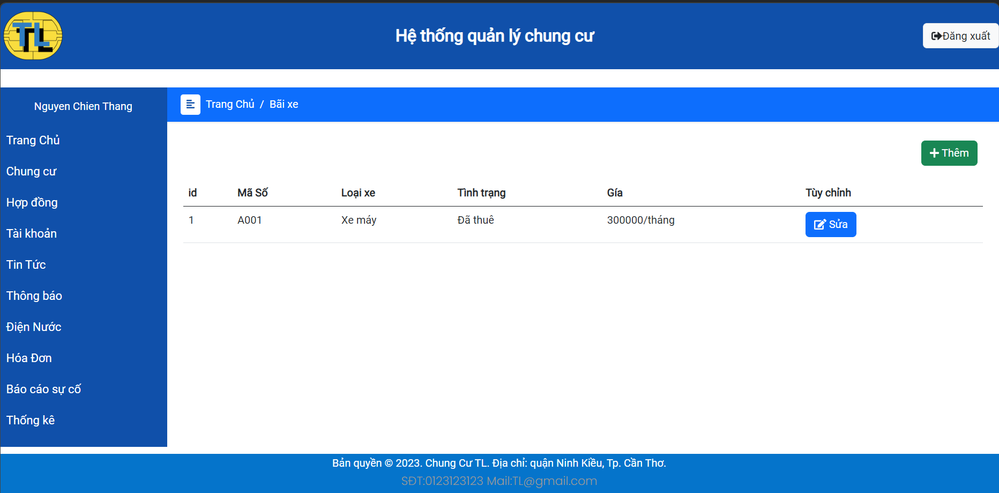 TL
Hệ thống quản lý chung cư
Đăng xuất
Nguyen Chien Thang
Trang Chủ / Bãi xe
Trang Chủ
Chung cư
Hợp đồng
Tài khoản
Tin Tức
Thông báo
Điện Nước
Hóa Đơn
Báo cáo sự cố
Thống kê
Thêm
id Mã Số Loại xe Tình trạng Gía Tùy chỉnh
1 A001 Xe máy Đã thuê 300000/tháng Sửa
Bản quyền © 2023. Chung Cư TL. Địa chỉ: quận Ninh Kiều, Tp. Cần Thơ.
SĐT:0123123123 Mail:TL@gmail.com